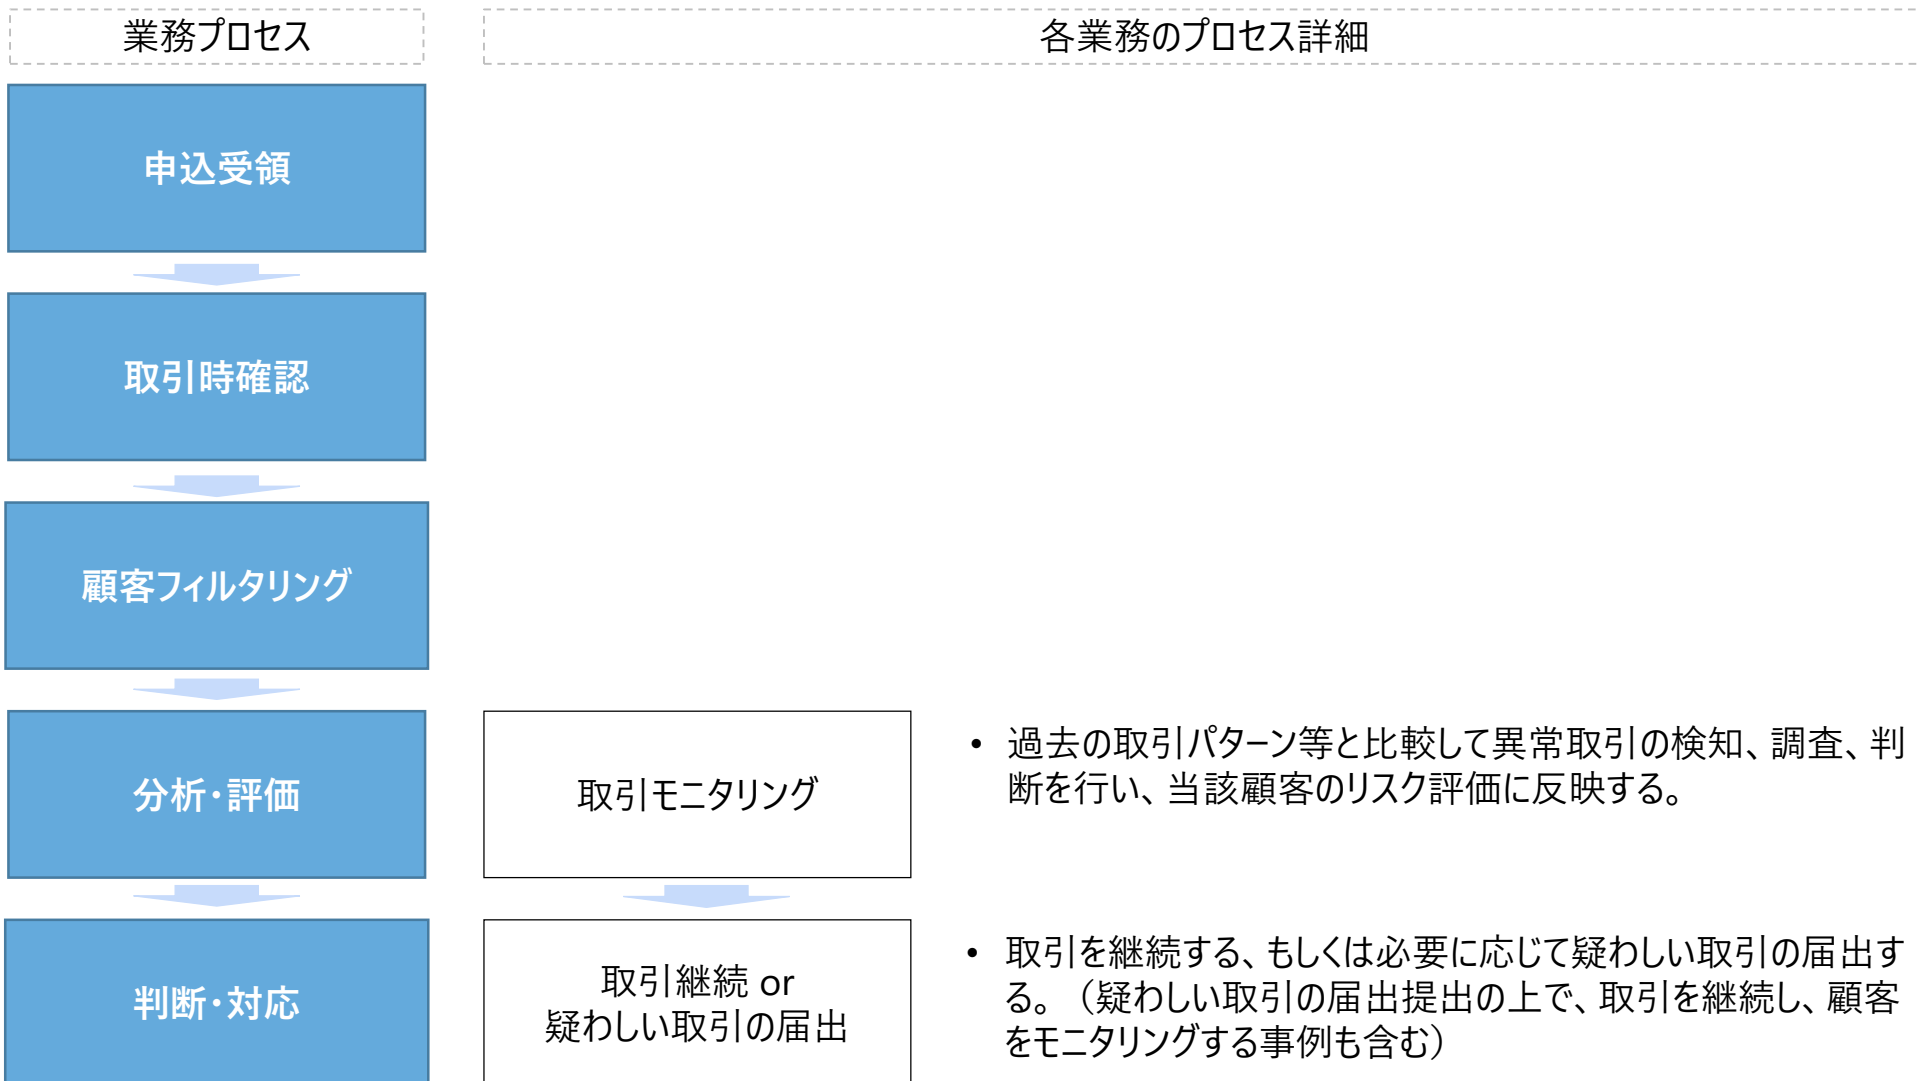 業務プロセス
各業務のプロセス詳細
申込受領
取引時確認
顧客フィルタリング
分析・評価
取引モニタリング
• 過去の取引パターン等と比較して異常取引の検知、調査、判
断を行い、当該顧客のリスク評価に反映する。
判断・対応
取引継続 or
疑わしい取引の届出
• 取引を継続する、もしくは必要に応じて疑わしい取引の届出す
る。（疑わしい取引の届出提出の上で、取引を継続し、顧客
をモニタリングする事例も含む）